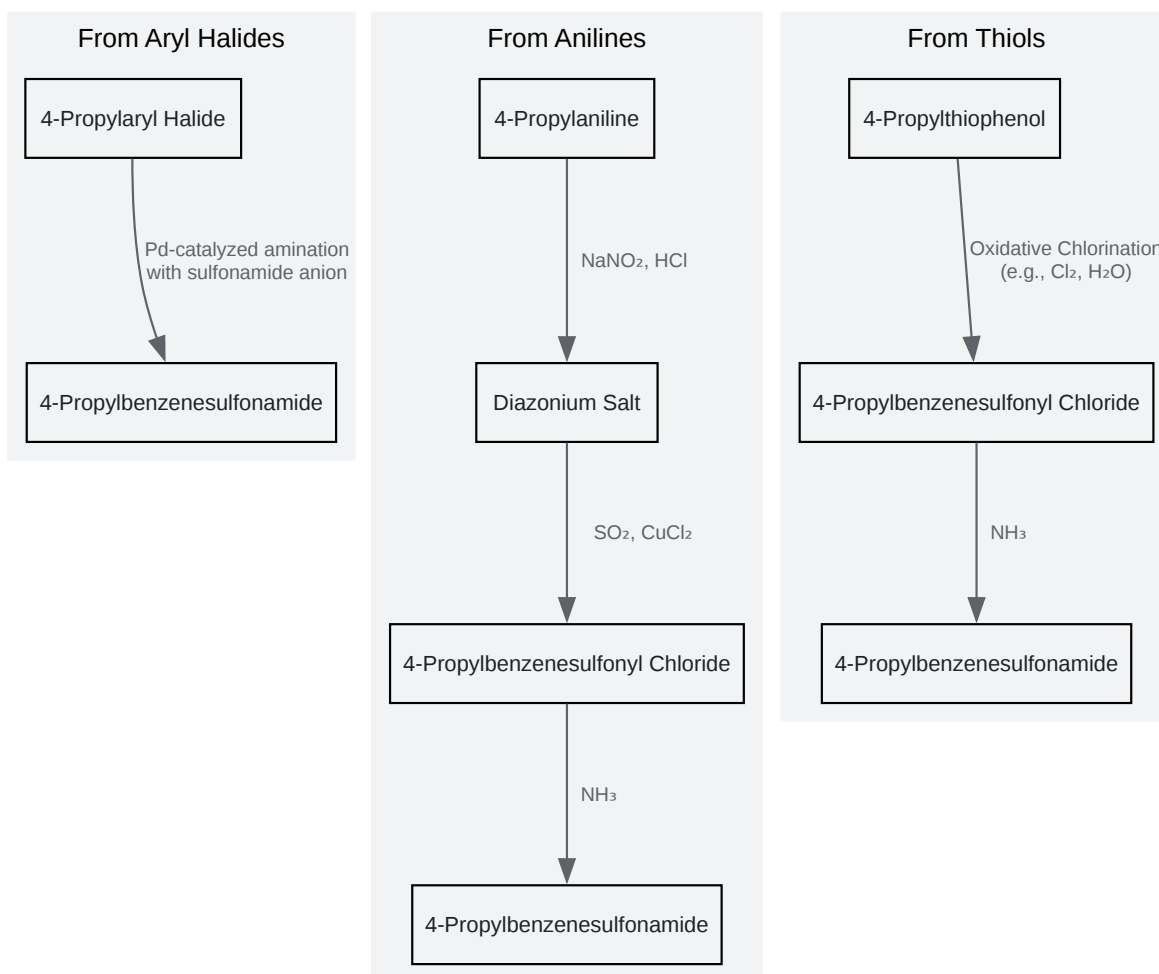 From Aryl Halides
4-Propylaryl Halide
Pd-catalyzed amination
with sulfonamide anion
4-Propylbenzenesulfonamide
From Anilines
4-Propylaniline
NaNO₂, HCl
Diazonium Salt
SO₂, CuCl₂
4-Propylbenzenesulfonyl Chloride
NH₃
4-Propylbenzenesulfonamide
From Thiols
4-Propylthiophenol
Oxidative Chlorination
(e.g., Cl₂, H₂O)
4-Propylbenzenesulfonyl Chloride
NH₃
4-Propylbenzenesulfonamide